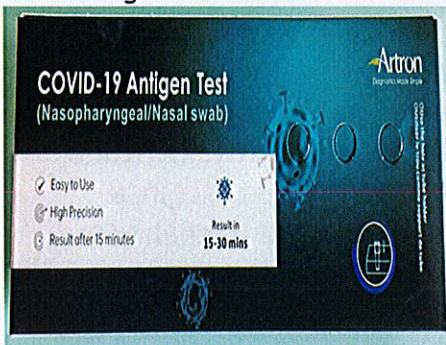 Artron
Diagnostics Made Simple
COVID-19 Antigen Test
(Nasopharyngeal/Nasal swab)
Easy to Use
High Precision
Result after 15 minutes
Result in
15-30 mins